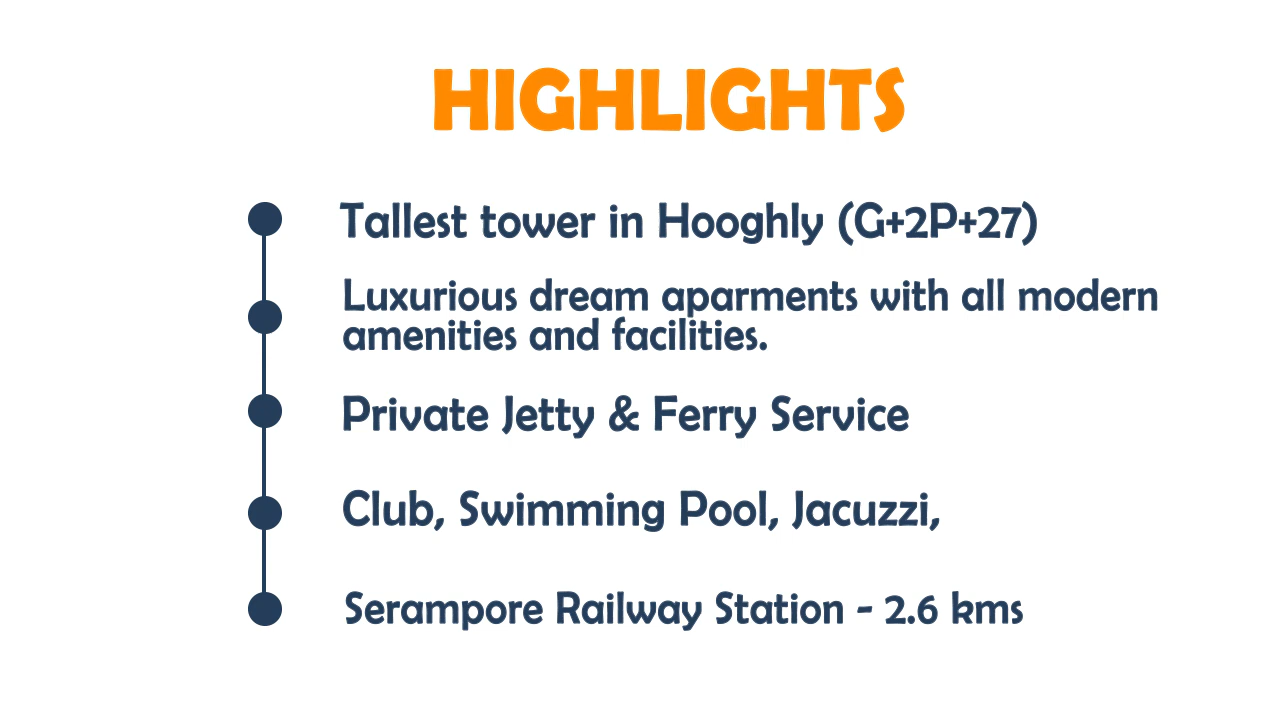 HIGHLIGHTS
Tallest tower in Hooghly (G+2P+27)
Luxurious dream aparments with all modern
amenities and facilities.
Private Jetty & Ferry Service
Club, Swimming Pool, Jacuzzi,
Serampore Railway Station - 2.6 kms